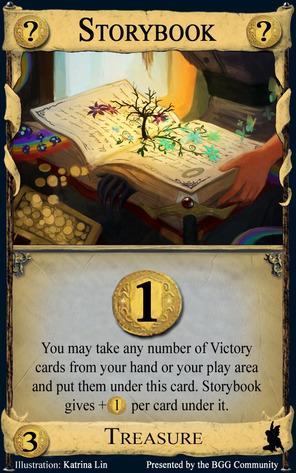 ? STORYBOOK ?
1
You may take any number of Victory
cards from your hand or your play area
and put them under this card. Storybook
gives +1 per card under it.
3 TREASURE
Illustration: Katrina Lin Presented by the BGG Community